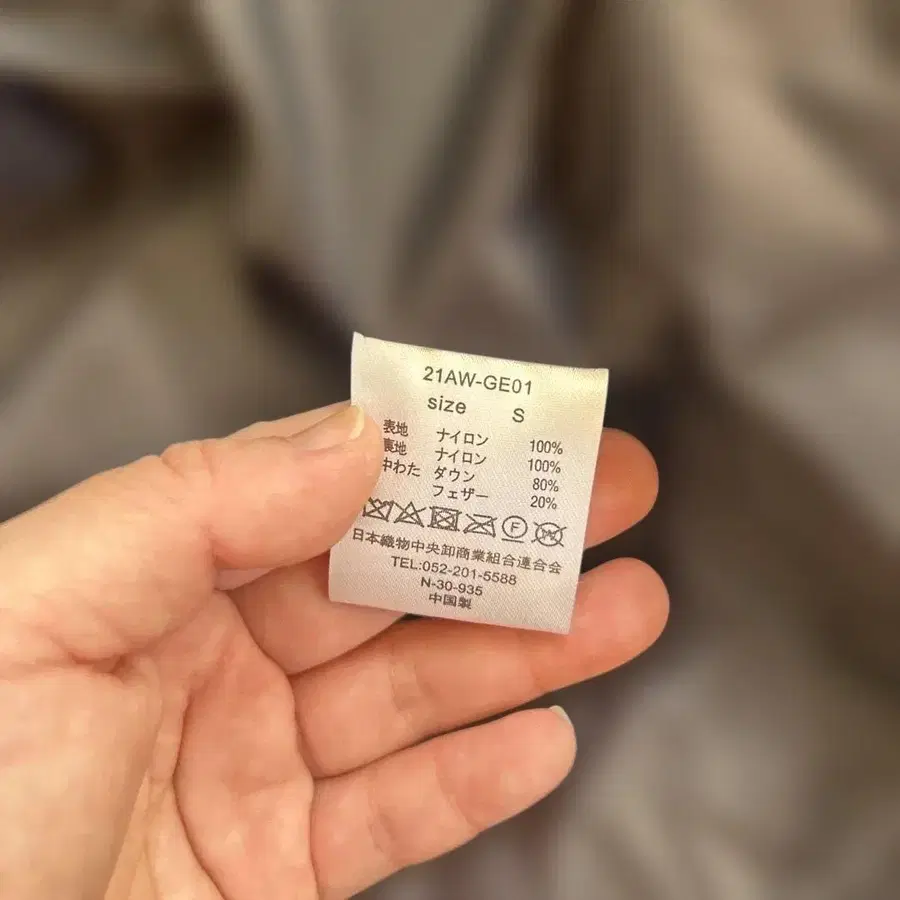 21AW-GE01
size S
表地 ナイロン 100%
裏地 ナイロン 100%
中わた ダウン 80%
フェザー 20%
F W
日本織物中央卸商業組合連合会
TEL:052-201-5588
N-30-935
中国製